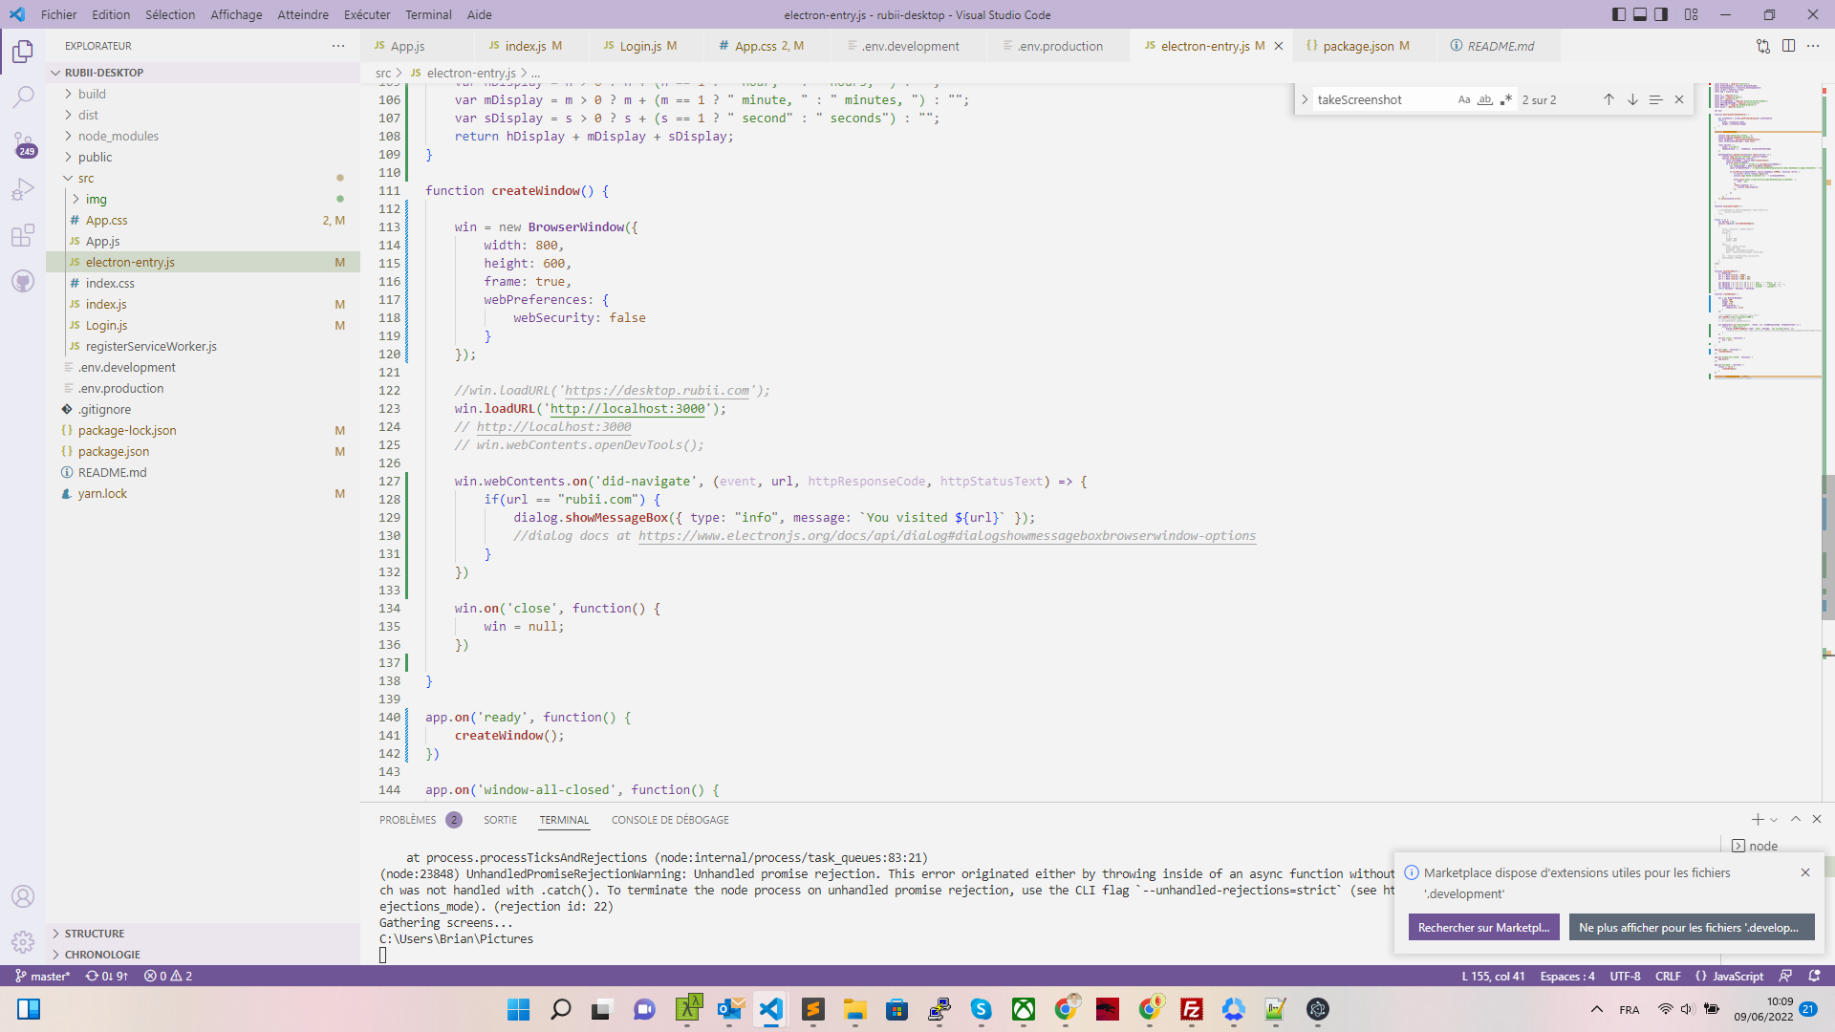 Fichier Edition Sélection Affichage Atteindre Exécuter Terminal Aide
electron-entry.js - rubii-desktop - Visual Studio Code
EXPLORATEUR
App.js
index.js M
Login.js M
App.css 2, M
.env.development
.env.production
electron-entry.js M
package.json M
README.md
RUBII-DESKTOP
build
dist
node_modules
public
src
img
App.css 2, M
App.js
electron-entry.js M
index.css
index.js M
Login.js M
registerServiceWorker.js
.env.development
.env.production
.gitignore
package-lock.json M
package.json M
README.md
yarn.lock M
STRUCTURE
CHRONOLOGIE
249
src > JS electron-entry.js > ...
takeScreenshot Aa ab 2 sur 2
106 var mDisplay = m > 0 ? m + (m == 1 ? " minute, " : " minutes, ") : "";
107 var sDisplay = s > 0 ? s + (s == 1 ? " second" : " seconds") : "";
108 return hDisplay + mDisplay + sDisplay;
109 }
110
111 function createWindow() {
112
113 win = new BrowserWindow({
114 width: 800,
115 height: 600,
116 frame: true,
117 webPreferences: {
118 webSecurity: false
119 }
120 });
121
122 //win.loadURL('https://desktop.rubii.com');
123 win.loadURL('http://localhost:3000');
124 // http://localhost:3000
125 // win.webContents.openDevTools();
126
127 win.webContents.on('did-navigate', (event, url, httpResponseCode, httpStatusText) => {
128 if(url == "rubii.com") {
129 dialog.showMessageBox({ type: "info", message: `You visited ${url}` });
130 //dialog docs at https://www.electronjs.org/docs/api/dialog#dialogshowmessageboxbrowserwindow-options
131 }
132 })
133
134 win.on('close', function() {
135 win = null;
136 })
137
138 }
139
140 app.on('ready', function() {
141 createWindow();
142 })
143
144 app.on('window-all-closed', function() {
PROBLÈMES 2 SORTIE TERMINAL CONSOLE DE DÉBOGAGE
node
at process.processTicksAndRejections (node:internal/process/task_queues:83:21)
(node:23848) UnhandledPromiseRejectionWarning: Unhandled promise rejection. This error originated either by throwing inside of an async function without
ch was not handled with .catch(). To terminate the node process on unhandled promise rejection, use the CLI flag `--unhandled-rejections=strict` (see ht
ejections_mode). (rejection id: 22)
Gathering screens...
C:\Users\Brian\Pictures
Marketplace dispose d'extensions utiles pour les fichiers
'.development'
Rechercher sur Marketpl...
Ne plus afficher pour les fichiers '.develop...
master* 0↓ 9↑ 0 2
L 155, col 41 Espaces : 4 UTF-8 CRLF {} JavaScript
FRA
10:09
09/06/2022
21